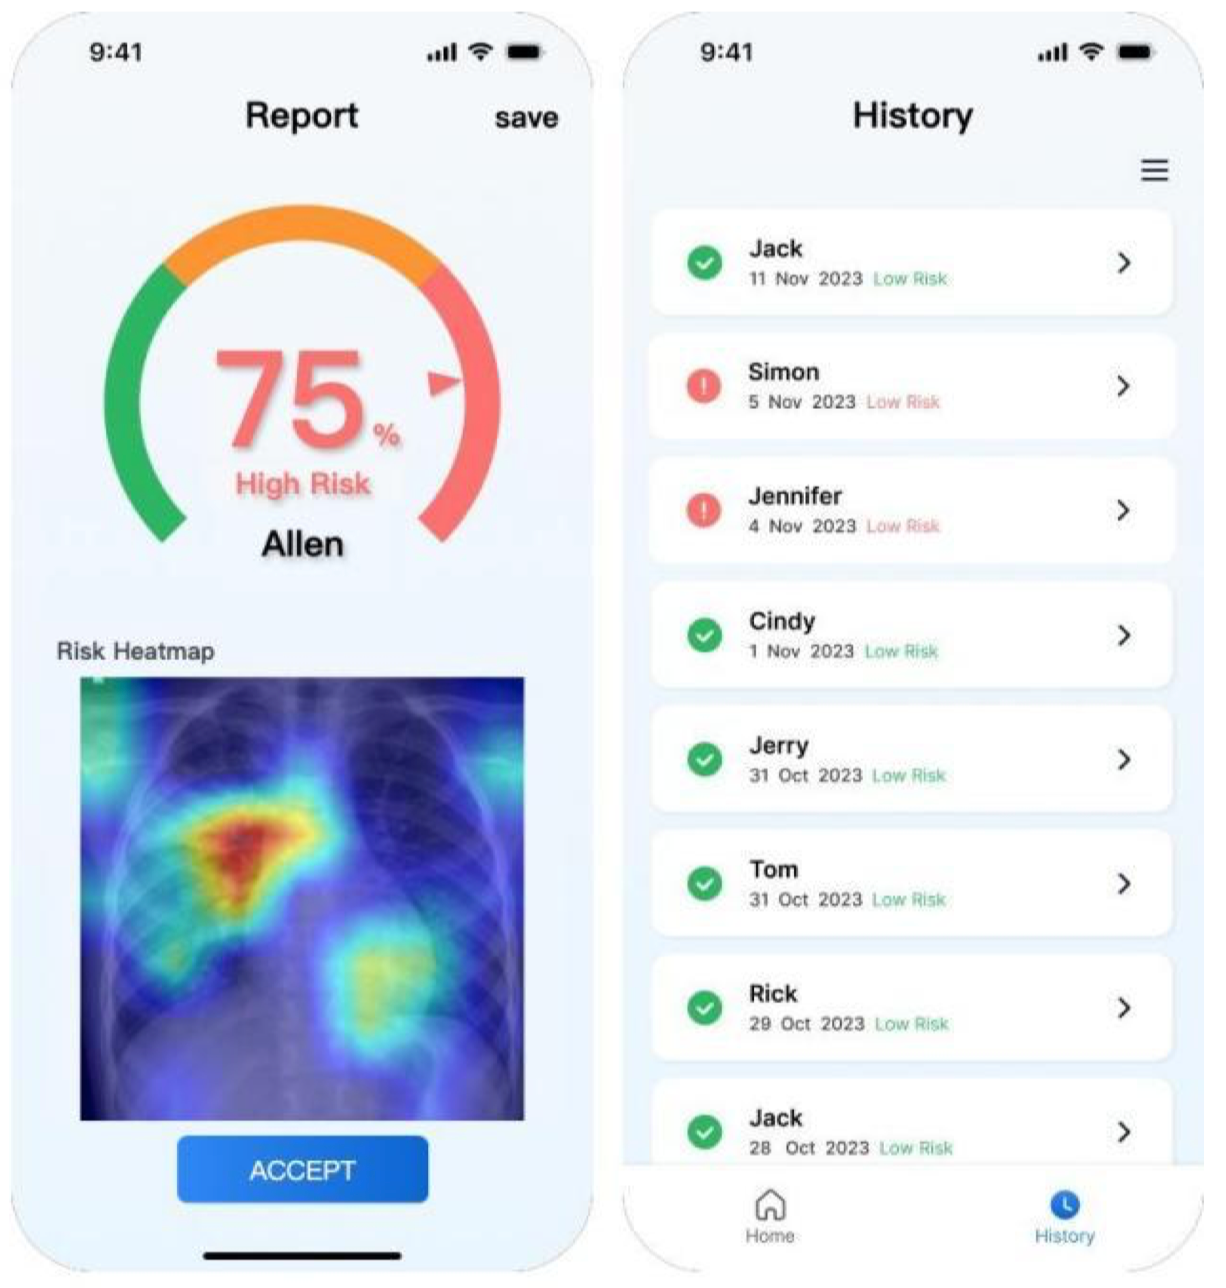 9:41
Report
save
75%
High Risk
Allen
Risk Heatmap
ACCEPT
9:41
History
Jack
11 Nov 2023 Low Risk
Simon
5 Nov 2023 Low Risk
Jennifer
4 Nov 2023 Low Risk
Cindy
1 Nov 2023 Low Risk
Jerry
31 Oct 2023 Low Risk
Tom
31 Oct 2023 Low Risk
Rick
29 Oct 2023 Low Risk
Jack
28 Oct 2023 Low Risk
Home
History